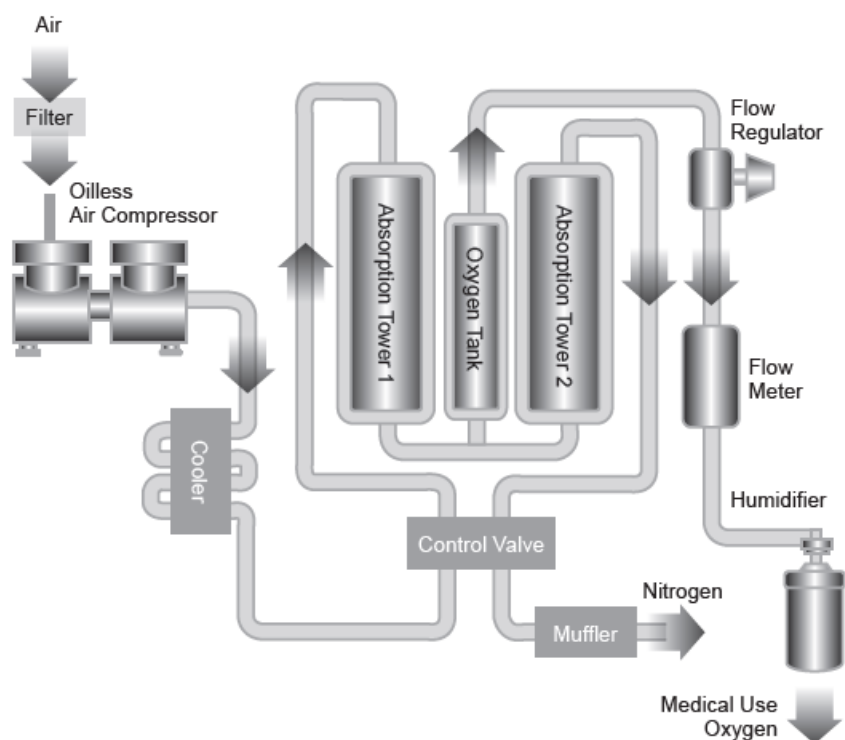 Air
Filter
Oilless
Air Compressor
Cooler
Absorption Tower 1
Oxygen Tank
Absorption Tower 2
Control Valve
Muffler
Nitrogen
Flow
Regulator
Flow
Meter
Humidifier
Medical Use
Oxygen